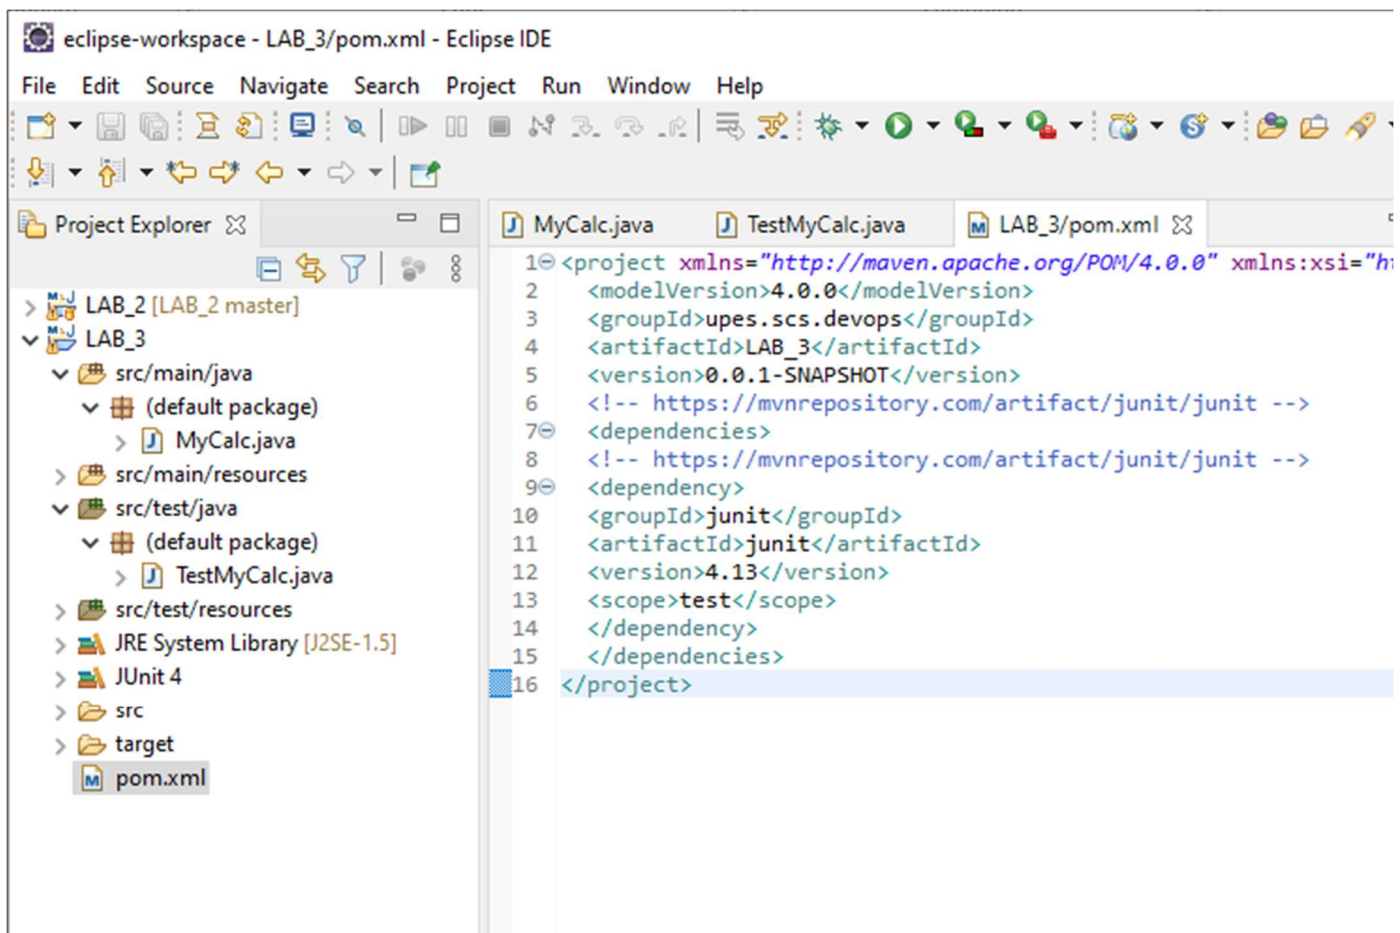 eclipse-workspace - LAB_3/pom.xml - Eclipse IDE
File Edit Source Navigate Search Project Run Window Help
Project Explorer
LAB_2 [LAB_2 master]
LAB_3
src/main/java
(default package)
MyCalc.java
src/main/resources
src/test/java
(default package)
TestMyCalc.java
src/test/resources
JRE System Library [J2SE-1.5]
JUnit 4
src
target
pom.xml
MyCalc.java TestMyCalc.java LAB_3/pom.xml
1 <project xmlns="http://maven.apache.org/POM/4.0.0" xmlns:xsi="ht
2 <modelVersion>4.0.0</modelVersion>
3 <groupId>upes.scs.devops</groupId>
4 <artifactId>LAB_3</artifactId>
5 <version>0.0.1-SNAPSHOT</version>
6 <!-- https://mvnrepository.com/artifact/junit/junit -->
7 <dependencies>
8 <!-- https://mvnrepository.com/artifact/junit/junit -->
9 <dependency>
10 <groupId>junit</groupId>
11 <artifactId>junit</artifactId>
12 <version>4.13</version>
13 <scope>test</scope>
14 </dependency>
15 </dependencies>
16 </project>